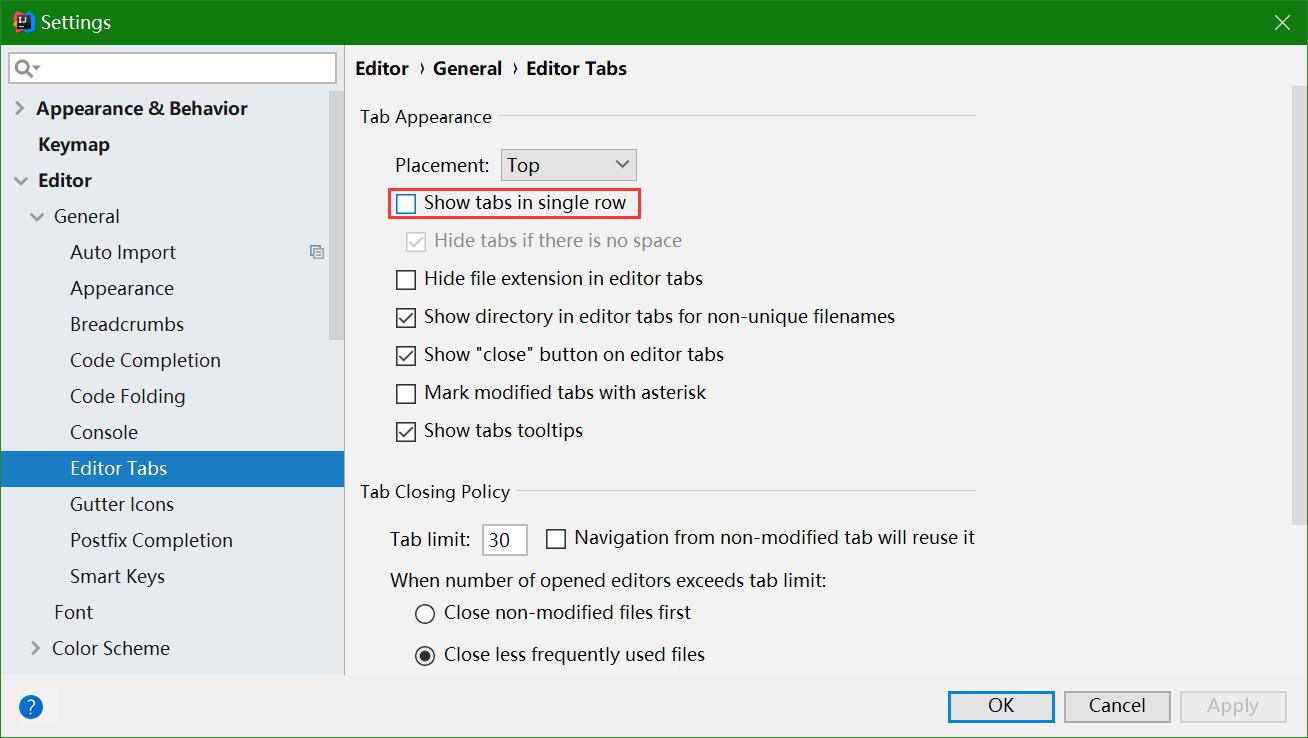 Settings
Appearance & Behavior
Keymap
Editor
General
Auto Import
Appearance
Breadcrumbs
Code Completion
Code Folding
Console
Editor Tabs
Gutter Icons
Postfix Completion
Smart Keys
Font
Color Scheme
Editor › General › Editor Tabs
Tab Appearance
Placement: Top
Show tabs in single row
Hide tabs if there is no space
Hide file extension in editor tabs
Show directory in editor tabs for non-unique filenames
Show "close" button on editor tabs
Mark modified tabs with asterisk
Show tabs tooltips
Tab Closing Policy
Tab limit: 30 Navigation from non-modified tab will reuse it
When number of opened editors exceeds tab limit:
Close non-modified files first
Close less frequently used files
? OK Cancel Apply